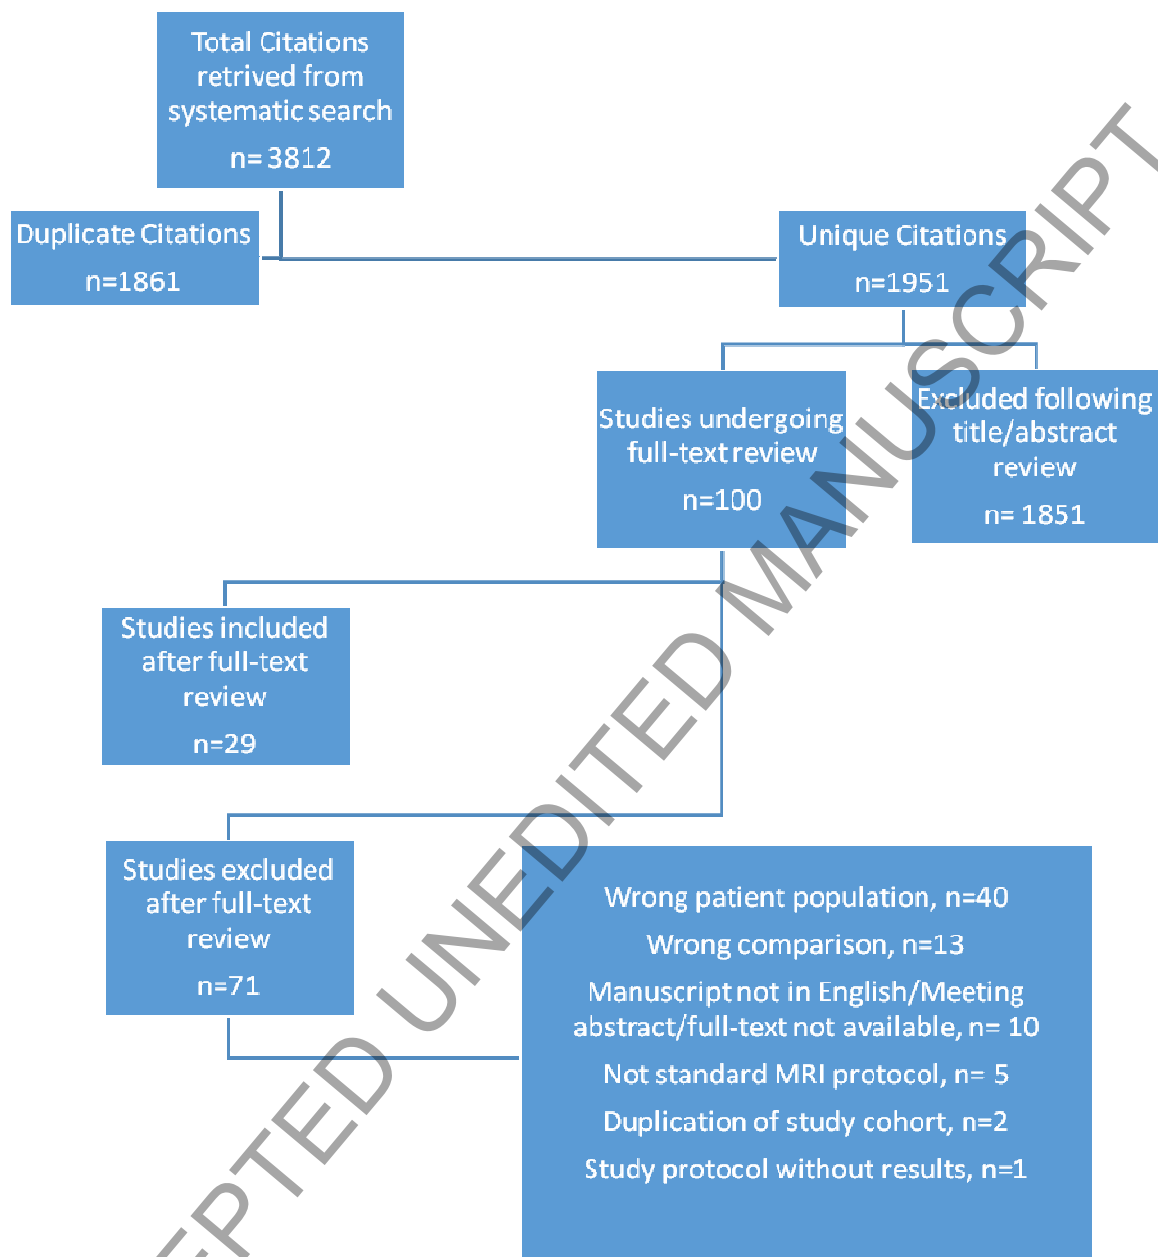 Total Citations
retrived from
systematic search
n= 3812
Duplicate Citations
n=1861
Unique Citations
n=1951
Studies undergoing
full-text review
n=100
Excluded following
title/abstract
review
n= 1851
Studies included
after full-text
review
n=29
Studies excluded
after full-text
review
n=71
Wrong patient population, n=40
Wrong comparison, n=13
Manuscript not in English/Meeting
abstract/full-text not available, n= 10
Not standard MRI protocol, n= 5
Duplication of study cohort, n=2
Study protocol without results, n=1
EPTED UNEDITED MANUSCRIPT